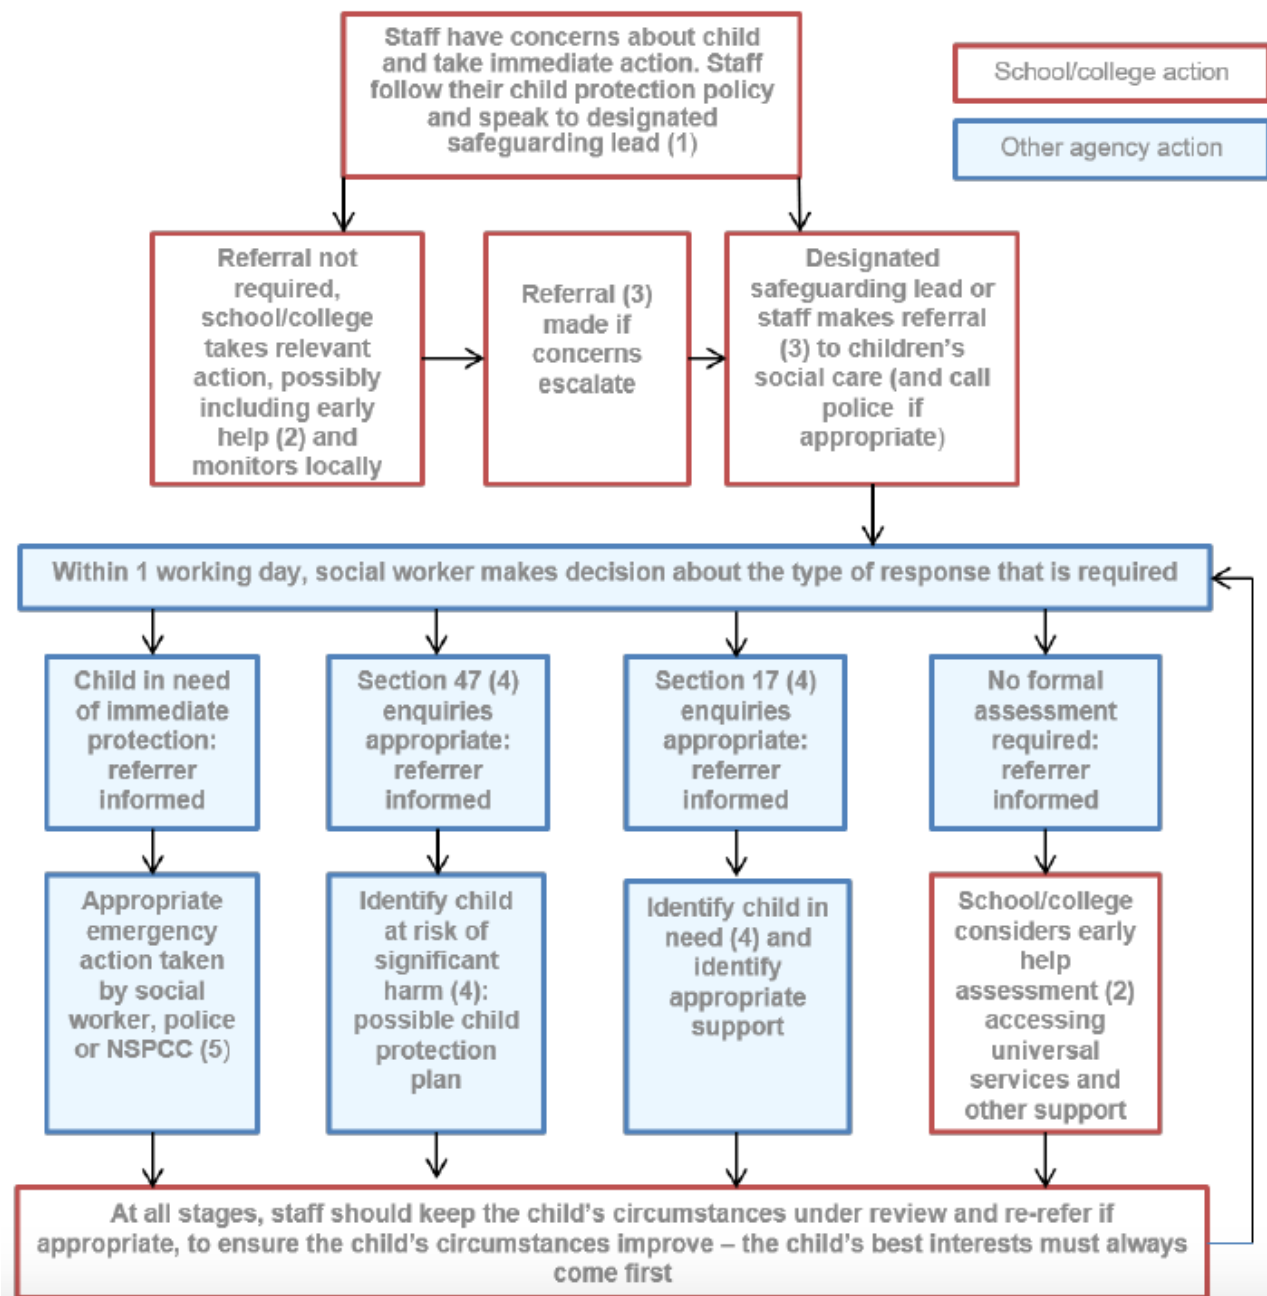 Staff have concerns about child
and take immediate action. Staff
follow their child protection policy
and speak to designated
safeguarding lead (1)
School/college action
Other agency action
Referral not
required,
school/college
takes relevant
action, possibly
including early
help (2) and
monitors locally
Referral (3)
made if
concerns
escalate
Designated
safeguarding lead or
staff makes referral
(3) to children’s
social care (and call
police if
appropriate)
Within 1 working day, social worker makes decision about the type of response that is required
Child in need
of immediate
protection:
referrer
informed
Section 47 (4)
enquiries
appropriate:
referrer
informed
Section 17 (4)
enquiries
appropriate:
referrer
informed
No formal
assessment
required:
referrer
informed
Appropriate
emergency
action taken
by social
worker, police
or NSPCC (5)
Identify child
at risk of
significant
harm (4):
possible child
protection
plan
Identify child in
need (4) and
identify
appropriate
support
School/college
considers early
help
assessment (2)
accessing
universal
services and
other support
At all stages, staff should keep the child’s circumstances under review and re-refer if
appropriate, to ensure the child’s circumstances improve – the child’s best interests must always
come first